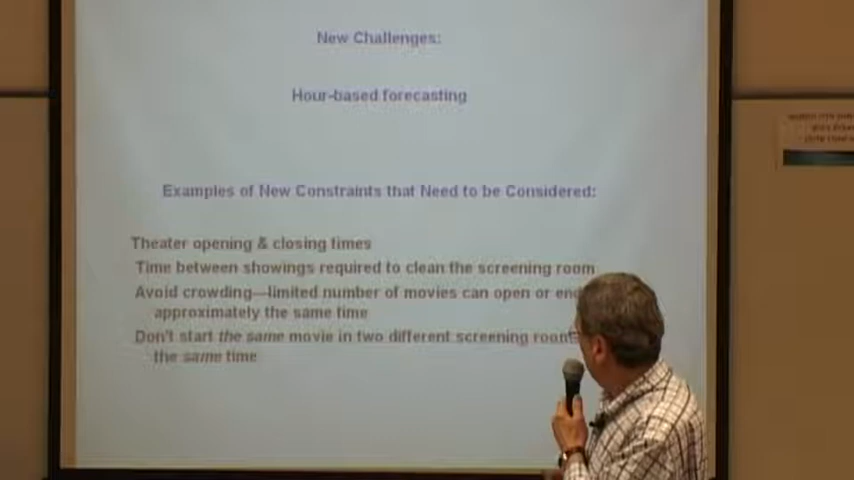 New Challenges:
Hour-based forecasting
Examples of New Constraints that Need to be Considered:
Theater opening & closing times
Time between showings required to clean the screening room
Avoid crowding—limited number of movies can open or end
approximately the same time
Don't start the same movie in two different screening rooms
the same time